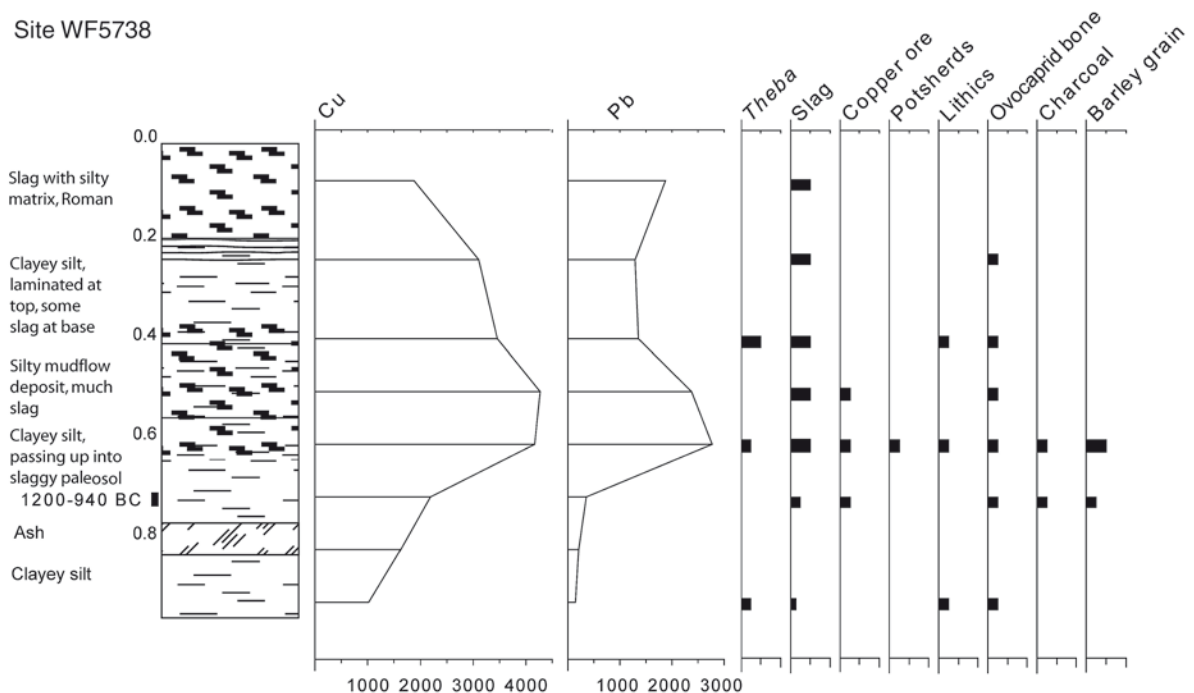 Site WF5738
Cu
Pb
Theba
Slag
Copper ore
Potsherds
Lithics
Ovocaprid bone
Charcoal
Barley grain
0.0
Slag with silty
matrix, Roman
0.2
Clayey silt,
laminated at
top, some
slag at base
0.4
Silty mudflow
deposit, much
slag
0.6
Clayey silt,
passing up into
slaggy paleosol
1200-940 BC
Ash
0.8
Clayey silt
1000 2000 3000 4000
1000 2000 3000